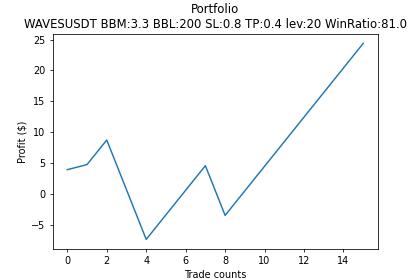 Portfolio
WAVESUSDT BBM:3.3 BBL:200 SL:0.8 TP:0.4 lev:20 WinRatio:81.0
25
20
15
10
5
0
−5
Profit ($)
0 2 4 6 8 10 12 14
Trade counts